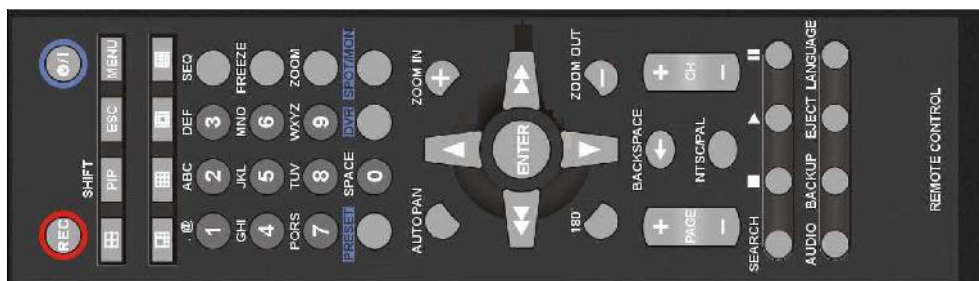 REC
SHIFT
PIP ESC MENU
.@ ABC DEF SEQ
1 2 3
GHI JKL MNO FREEZE
4 5 6
PQRS TUV WXYZ ZOOM
7 8 9
PRESET SPACE DVR SPOT/MON
0
AUTO PAN ZOOM IN
+
ENTER
180° ZOOM OUT
−
BACKSPACE
+ +
PAGE NTSC/PAL CH
− −
SEARCH
AUDIO BACKUP EJECT LANGUAGE
REMOTE CONTROL